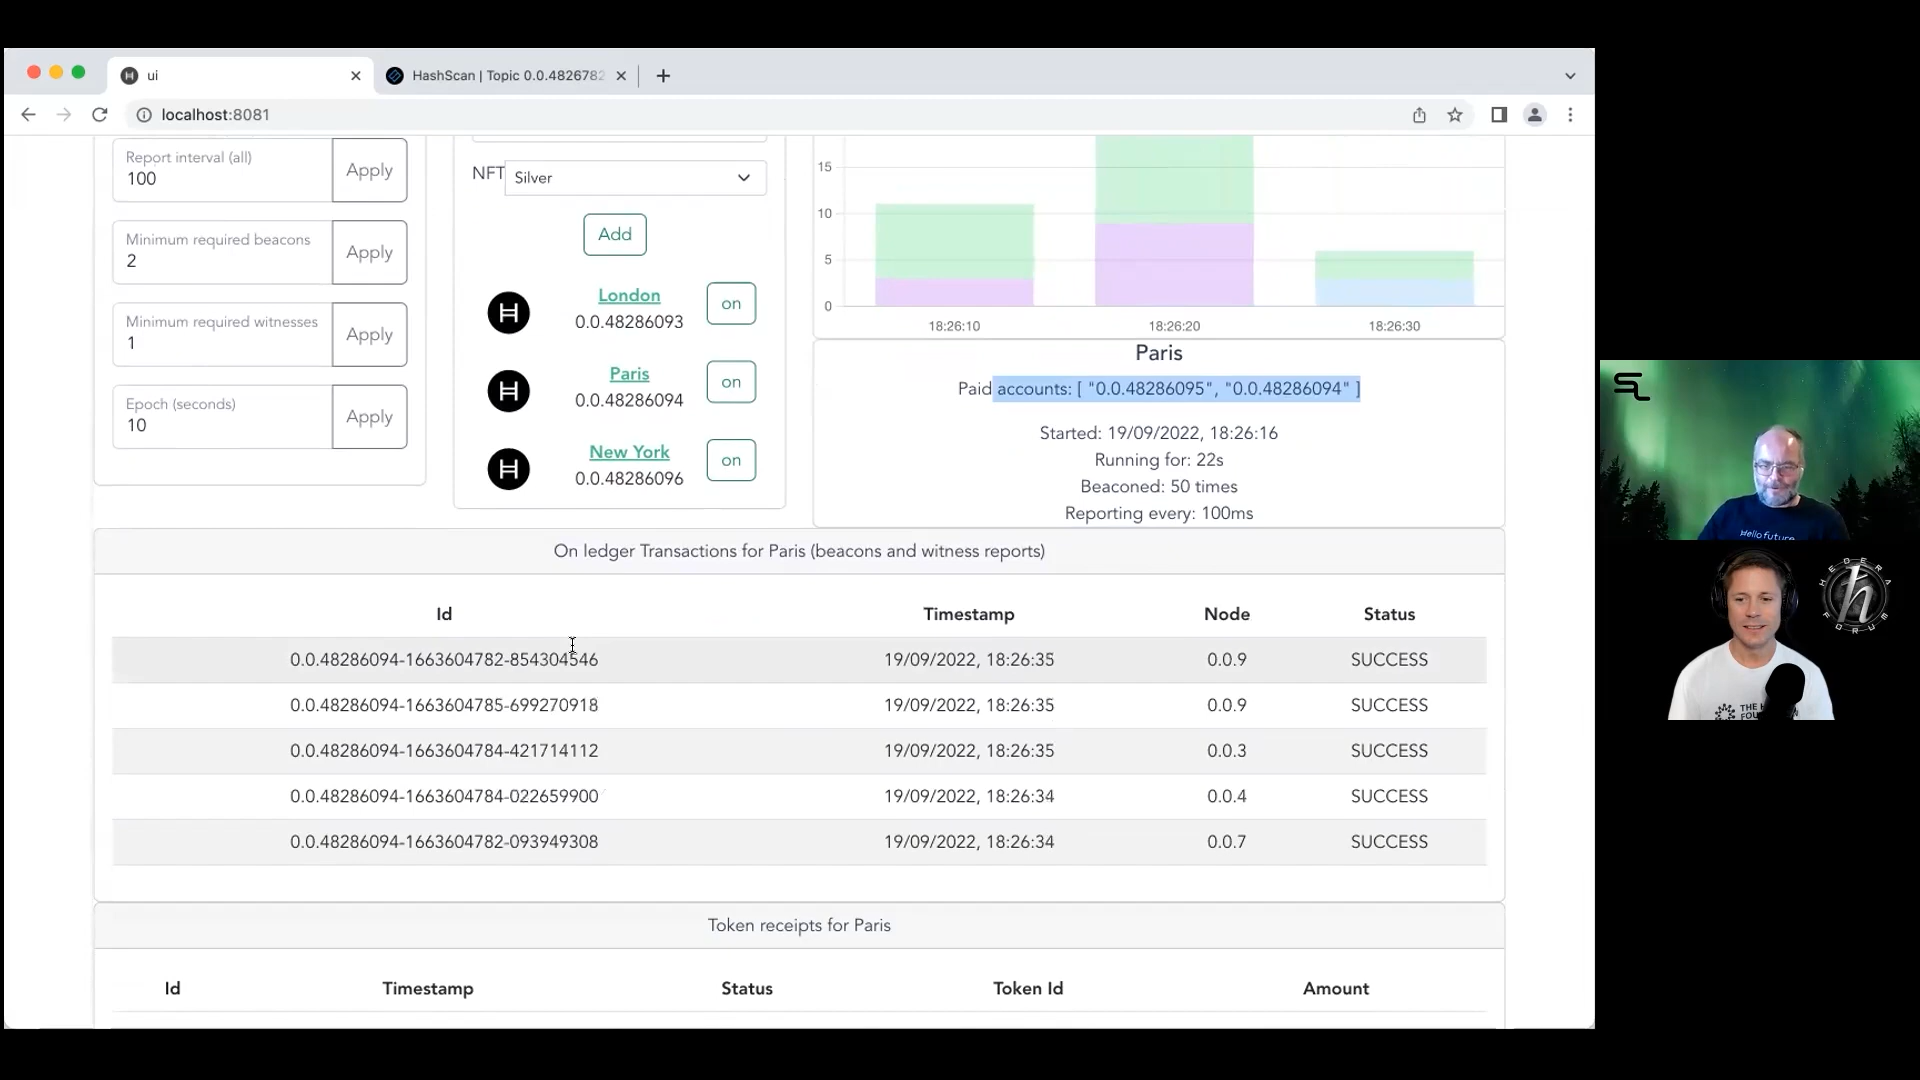 ui
HashScan | Topic 0.0.4826782
localhost:8081
Report interval (all)
100
Apply
Minimum required beacons
2
Apply
Minimum required witnesses
1
Apply
Epoch (seconds)
10
Apply
NFT
Silver
Add
London
0.0.48286093
on
Paris
0.0.48286094
on
New York
0.0.48286096
on
15
10
5
0
18:26:10
18:26:20
18:26:30
Paris
Paid accounts: [ "0.0.48286095", "0.0.48286094" ]
Started: 19/09/2022, 18:26:16
Running for: 22s
Beaconed: 50 times
Reporting every: 100ms
On ledger Transactions for Paris (beacons and witness reports)
Id Timestamp Node Status
0.0.48286094-1663604782-854304546 19/09/2022, 18:26:35 0.0.9 SUCCESS
0.0.48286094-1663604785-699270918 19/09/2022, 18:26:35 0.0.9 SUCCESS
0.0.48286094-1663604784-421714112 19/09/2022, 18:26:35 0.0.3 SUCCESS
0.0.48286094-1663604784-022659900 19/09/2022, 18:26:34 0.0.4 SUCCESS
0.0.48286094-1663604782-093949308 19/09/2022, 18:26:34 0.0.7 SUCCESS
Token receipts for Paris
Id Timestamp Status Token Id Amount
SL
Hello future
HEDERA
h
FORUM
THE